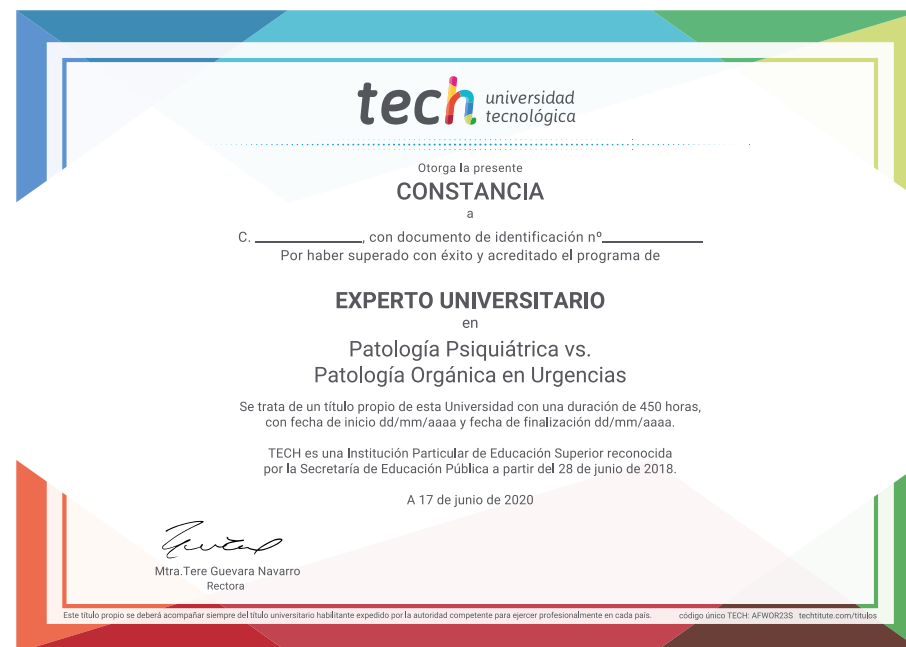 tech universidad
tecnológica
Otorga la presente
CONSTANCIA
a
C. ________________, con documento de identificación nº_______________
Por haber superado con éxito y acreditado el programa de
EXPERTO UNIVERSITARIO
en
Patología Psiquiátrica vs.
Patología Orgánica en Urgencias
Se trata de un título propio de esta Universidad con una duración de 450 horas,
con fecha de inicio dd/mm/aaaa y fecha de finalización dd/mm/aaaa.
TECH es una Institución Particular de Educación Superior reconocida
por la Secretaría de Educación Pública a partir del 28 de junio de 2018.
A 17 de junio de 2020
Mtra.Tere Guevara Navarro
Rectora
Este título propio se deberá acompañar siempre del título universitario habilitante expedido por la autoridad competente para ejercer profesionalmente en cada país. código único TECH: AFWOR23S techtitute.com/titulos